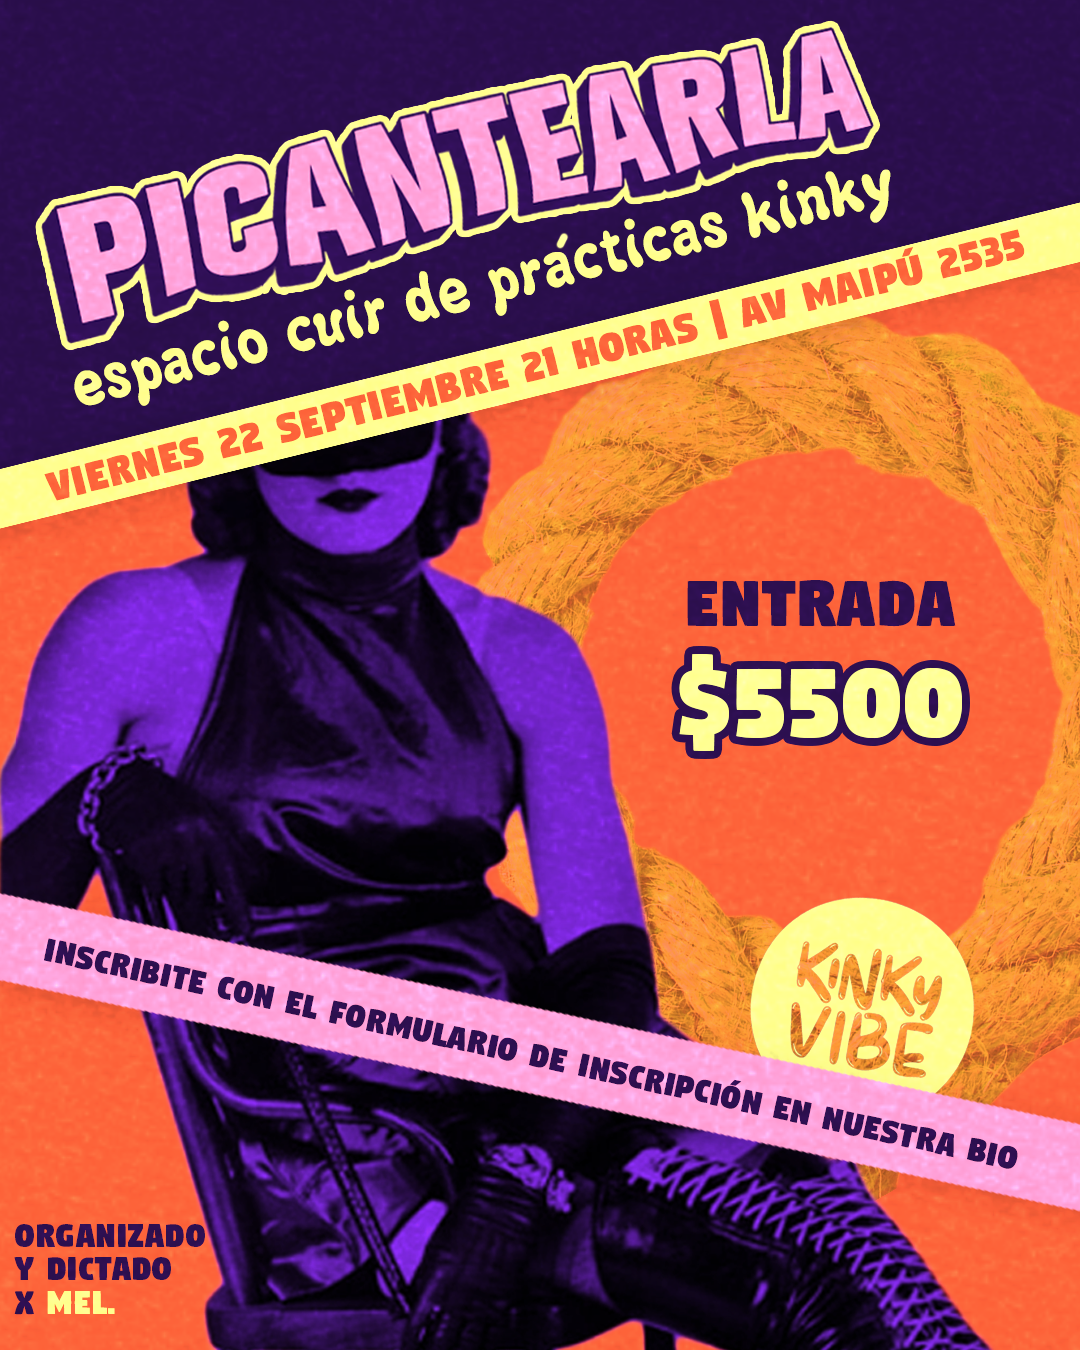 PICANTEARLA
espacio cuir de prácticas kinky
VIERNES 22 SEPTIEMBRE 21 HORAS | AV MAIPÚ 2535
ENTRADA
$5500
KiNKy
VIBE
INSCRIBITE CON EL FORMULARIO DE INSCRIPCIÓN EN NUESTRA BIO
ORGANIZADO
Y DICTADO
X MEL.